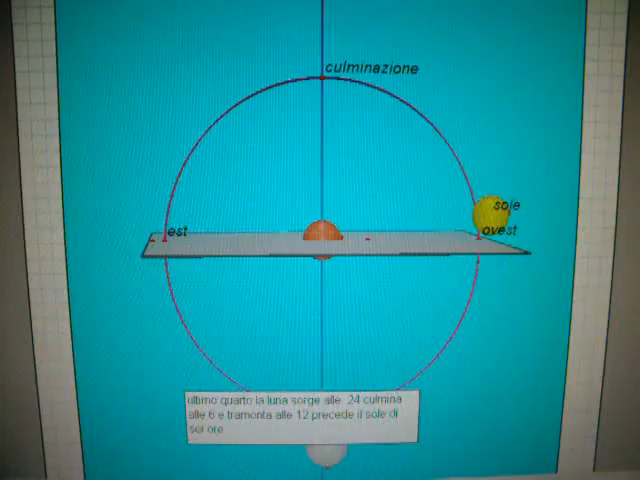 culminazione
sole
est
ovest
ultimo quarto la luna sorge alle 24 culmina
alle 6 e tramonta alle 12 precede il sole di
sei ore